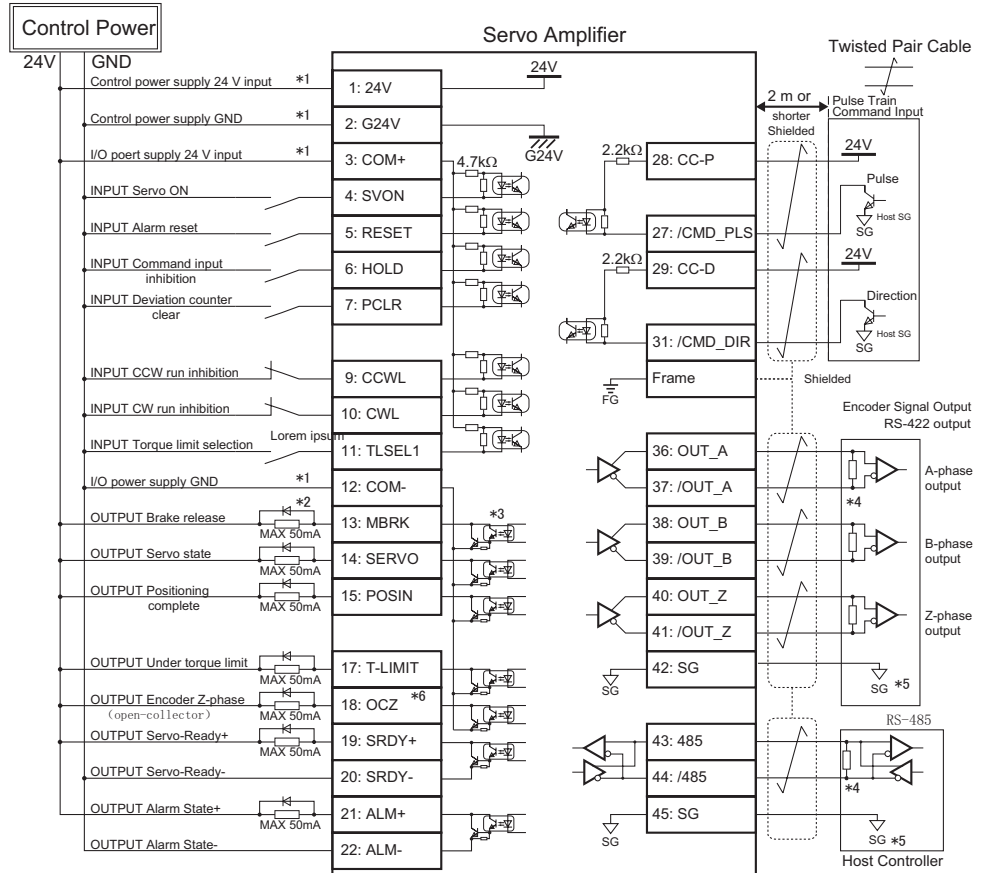 Control Power
Servo Amplifier
Twisted Pair Cable
24V GND
Control power supply 24 V input *1
1: 24V
24V
Control power supply GND *1
2: G24V
G24V
I/O poert supply 24 V input *1
3: COM+
4.7kΩ
INPUT Servo ON
4: SVON
INPUT Alarm reset
5: RESET
INPUT Command input
inhibition
6: HOLD
INPUT Deviation counter
clear
7: PCLR
INPUT CCW run inhibition
9: CCWL
INPUT CW run inhibition
10: CWL
INPUT Torque limit selection
Lorem ipsum
11: TLSEL1
I/O power supply GND *1
12: COM-
OUTPUT Brake release
*2
MAX 50mA
13: MBRK
*3
OUTPUT Servo state
MAX 50mA
14: SERVO
OUTPUT Positioning
complete
MAX 50mA
15: POSIN
OUTPUT Under torque limit
MAX 50mA
17: T-LIMIT
OUTPUT Encoder Z-phase
(open-collector)
MAX 50mA
18: OCZ *6
OUTPUT Servo-Ready+
MAX 50mA
19: SRDY+
OUTPUT Servo-Ready-
20: SRDY-
OUTPUT Alarm State+
MAX 50mA
21: ALM+
OUTPUT Alarm State-
22: ALM-
2 m or
shorter
Shielded
Pulse Train
Command Input
2.2kΩ
28: CC-P
24V
Pulse
Host SG
SG
27: /CMD_PLS
2.2kΩ
29: CC-D
24V
Direction
Host SG
SG
31: /CMD_DIR
Frame
FG
Shielded
Encoder Signal Output
RS-422 output
36: OUT_A
37: /OUT_A
*4
A-phase
output
38: OUT_B
39: /OUT_B
B-phase
output
40: OUT_Z
41: /OUT_Z
Z-phase
output
42: SG
SG
SG *5
RS-485
43: 485
44: /485
*4
45: SG
SG
SG *5
Host Controller